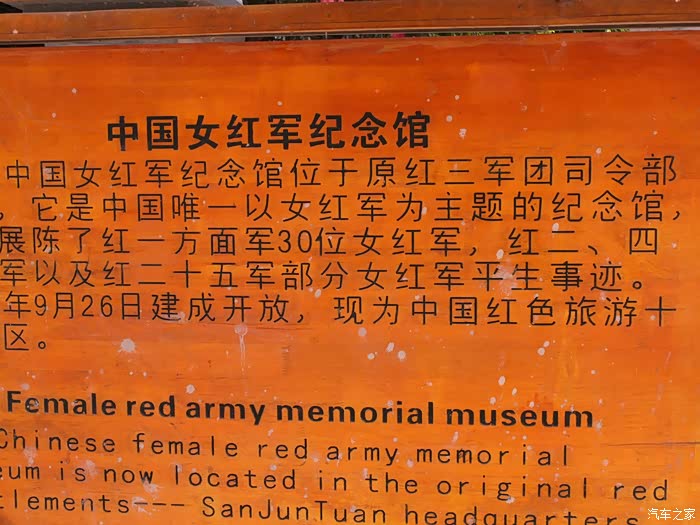 中国女红军纪念馆
中国女红军纪念馆位于原红三军团司令部
，它是中国唯一以女红军为主题的纪念馆，
展陈了红一方面军30位女红军，红二、四
军以及红二十五军部分女红军平生事迹。
年9月26日建成开放，现为中国红色旅游十
区。
Female red army memorial museum
Chinese female red army memorial
eum is now located in the original red
tlements--- SanJunTuan headquarters
汽车之家